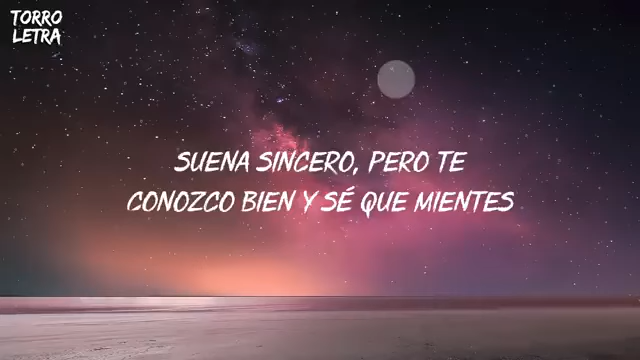 TORRO
LETRA
SUENA SINCERO, PERO TE
CONOZCO BIEN Y SÉ QUE MIENTES